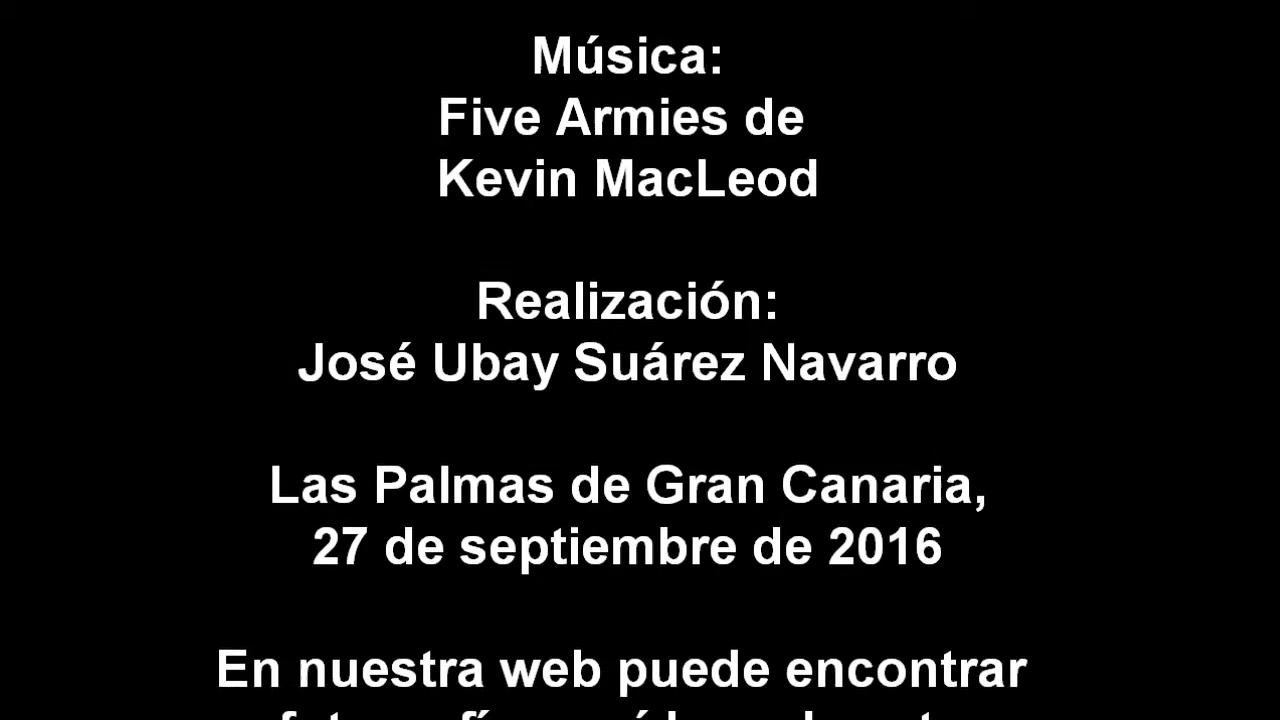 Música:
Five Armies de
Kevin MacLeod
Realización:
José Ubay Suárez Navarro
Las Palmas de Gran Canaria,
27 de septiembre de 2016
En nuestra web puede encontrar